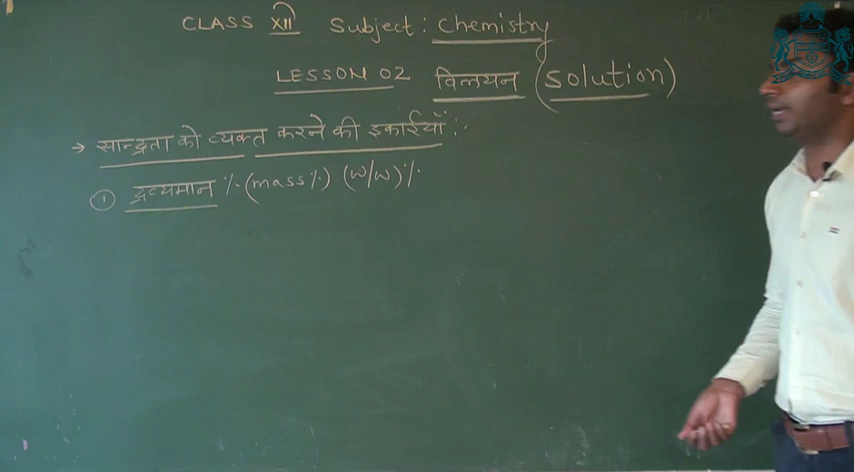 CLASS XII Subject: Chemistry
LESSON 02 विलयन (Solution)
→ सान्द्रता को व्यक्त करने की इकाईयाँ:-
① द्रव्यमान % (mass%) (w/w)%